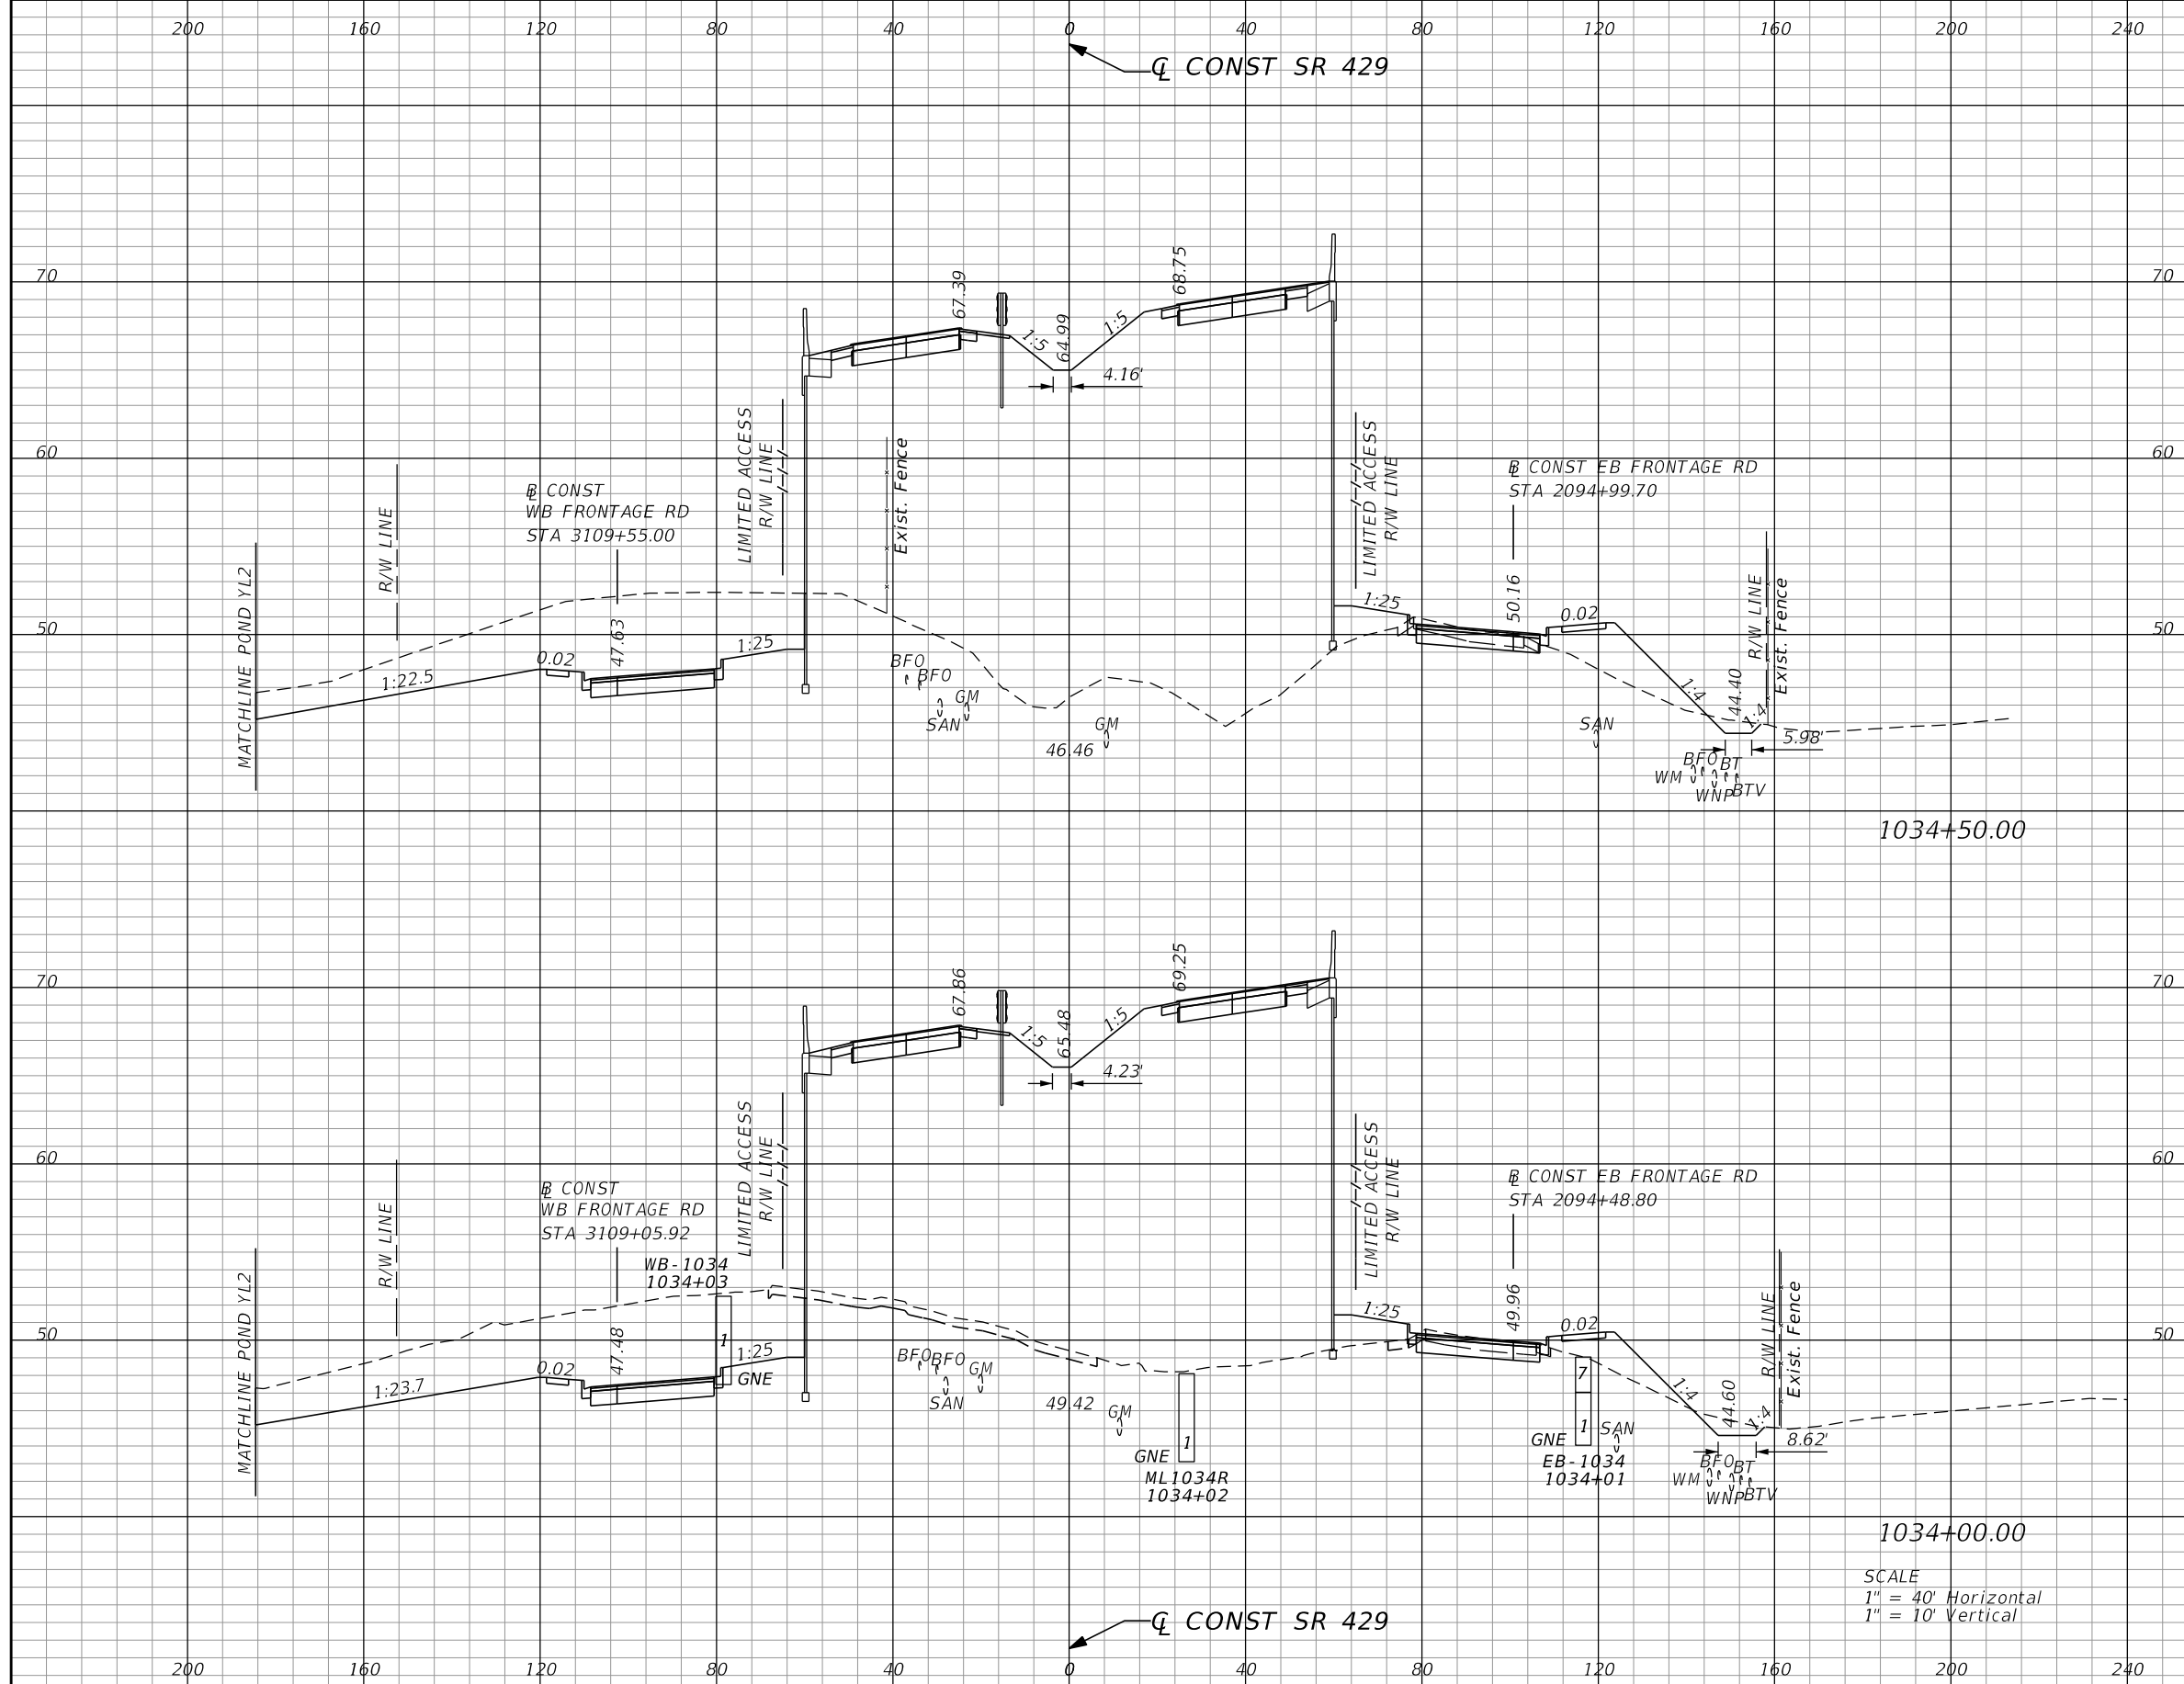 200 160 120 80 40 0 40 80 120 160 200 240
℄ CONST SR 429
68.75
67.39
70 70
64.99
1:5 1:5
4.16'
LIMITED ACCESS
R/W LINE
Exist. Fence
LIMITED ACCESS
R/W LINE
60 60
℄ CONST EB FRONTAGE RD
STA 2094+99.70
B̲L CONST
WB FRONTAGE RD
STA 3109+55.00
R/W LINE
MATCHLINE POND YL2
50.16
R/W LINE
Exist. Fence
50 50
1:25
0.02
47.63
1:25
0.02
1:22.5
BFO
BFO
GM
SAN
GM
46.46
SAN
1:4
44.40
1:4
5.98'
BFO
BT
WM
WNP
BTV
1034+50.00
69.25
67.86
70 70
65.48
1:5 1:5
4.23'
LIMITED ACCESS
R/W LINE
LIMITED ACCESS
R/W LINE
60 60
BL CONST EB FRONTAGE RD
STA 2094+48.80
BL CONST
WB FRONTAGE RD
STA 3109+05.92
R/W LINE
MATCHLINE POND YL2
WB-1034
1034+03
49.96
R/W LINE
Exist. Fence
50 50
1:25
0.02
47.48
1
1:25
0.02
GNE
1:23.7
BFO
BFO
GM
SAN
49.42
GM
1
GNE
ML1034R
1034+02
7
1
GNE
SAN
EB-1034
1034+01
1:4
44.60
1:4
8.62'
BFO
BT
WM
WNP
BTV
1034+00.00
SCALE
1" = 40' Horizontal
1" = 10' Vertical
℄ CONST SR 429
200 160 120 80 40 0 40 80 120 160 200 240